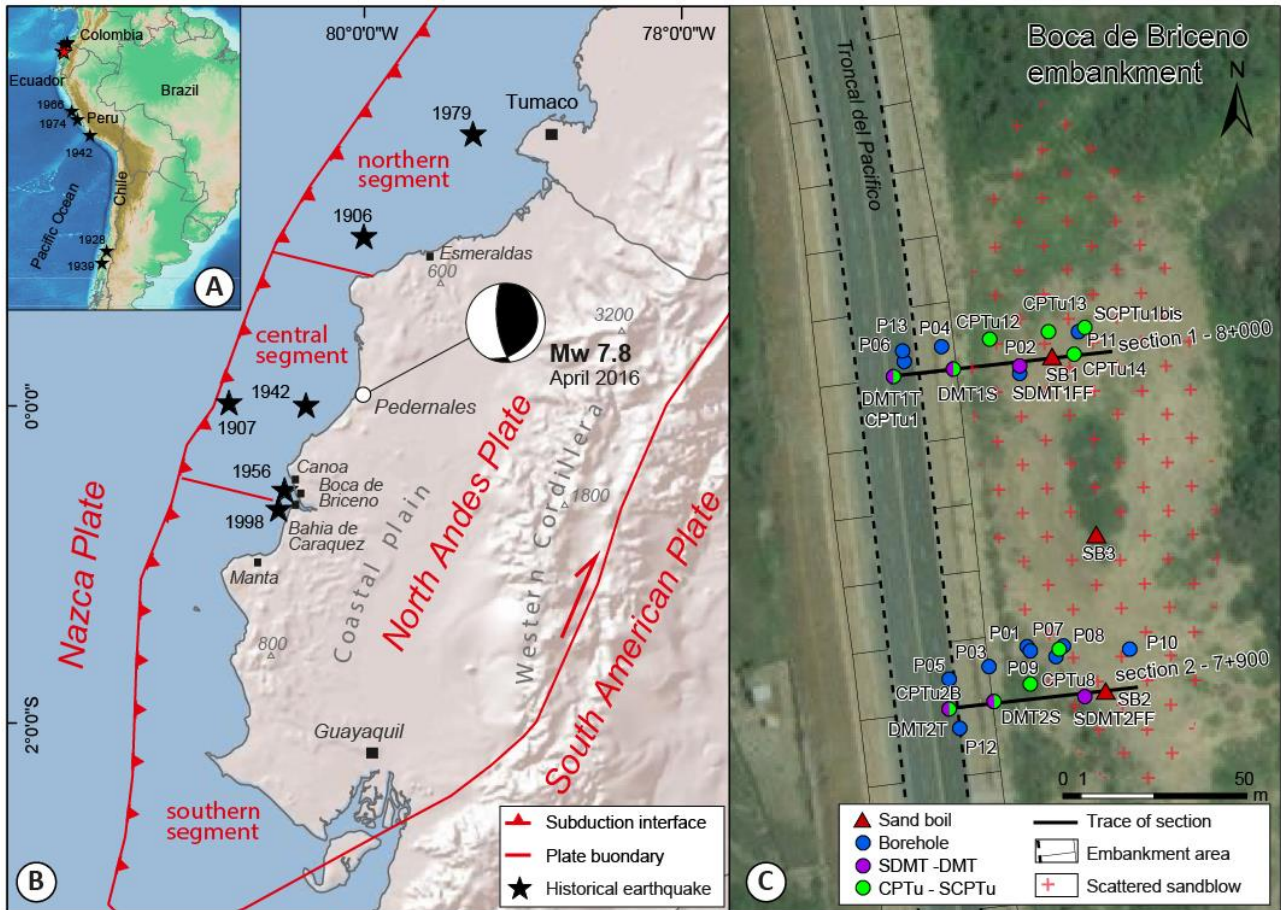 Colombia
Ecuador
Brazil
1966
1974
Peru
1942
Pacific Ocean
Chile
1928
1939
A
80°0'0"W
78°0'0"W
0°0'0"
2°0'0"S
1979
Tumaco
northern
segment
1906
Esmeraldas
600
3200
central
segment
Mw 7.8
April 2016
1942
Pedernales
1907
1956
Canoa
Boca de
Briceno
1998
Bahia de
Caraquez
Manta
1800
Nazca Plate
Coastal plain
North Andes Plate
Western Cordillera
South American Plate
800
Guayaquil
southern
segment
Subduction interface
Plate buondary
Historical earthquake
B
Boca de Briceno
embankment
N
Troncal del Pacifico
CPTu13
SCPTu1bis
P13
P04
CPTu12
P11
section 1 - 8+000
P06
P02
SB1
CPTu14
DMT1T
DMT1S
SDMT1FF
CPTu1
SB3
P01
P07
P08
P10
P05
P03
P09
CPTu8
section 2 - 7+900
CPTu2B
SB2
DMT2T
DMT2S
SDMT2FF
P12
0 1
50
m
Sand boil
Borehole
SDMT -DMT
CPTu - SCPTu
Trace of section
Embankment area
Scattered sandblow
C